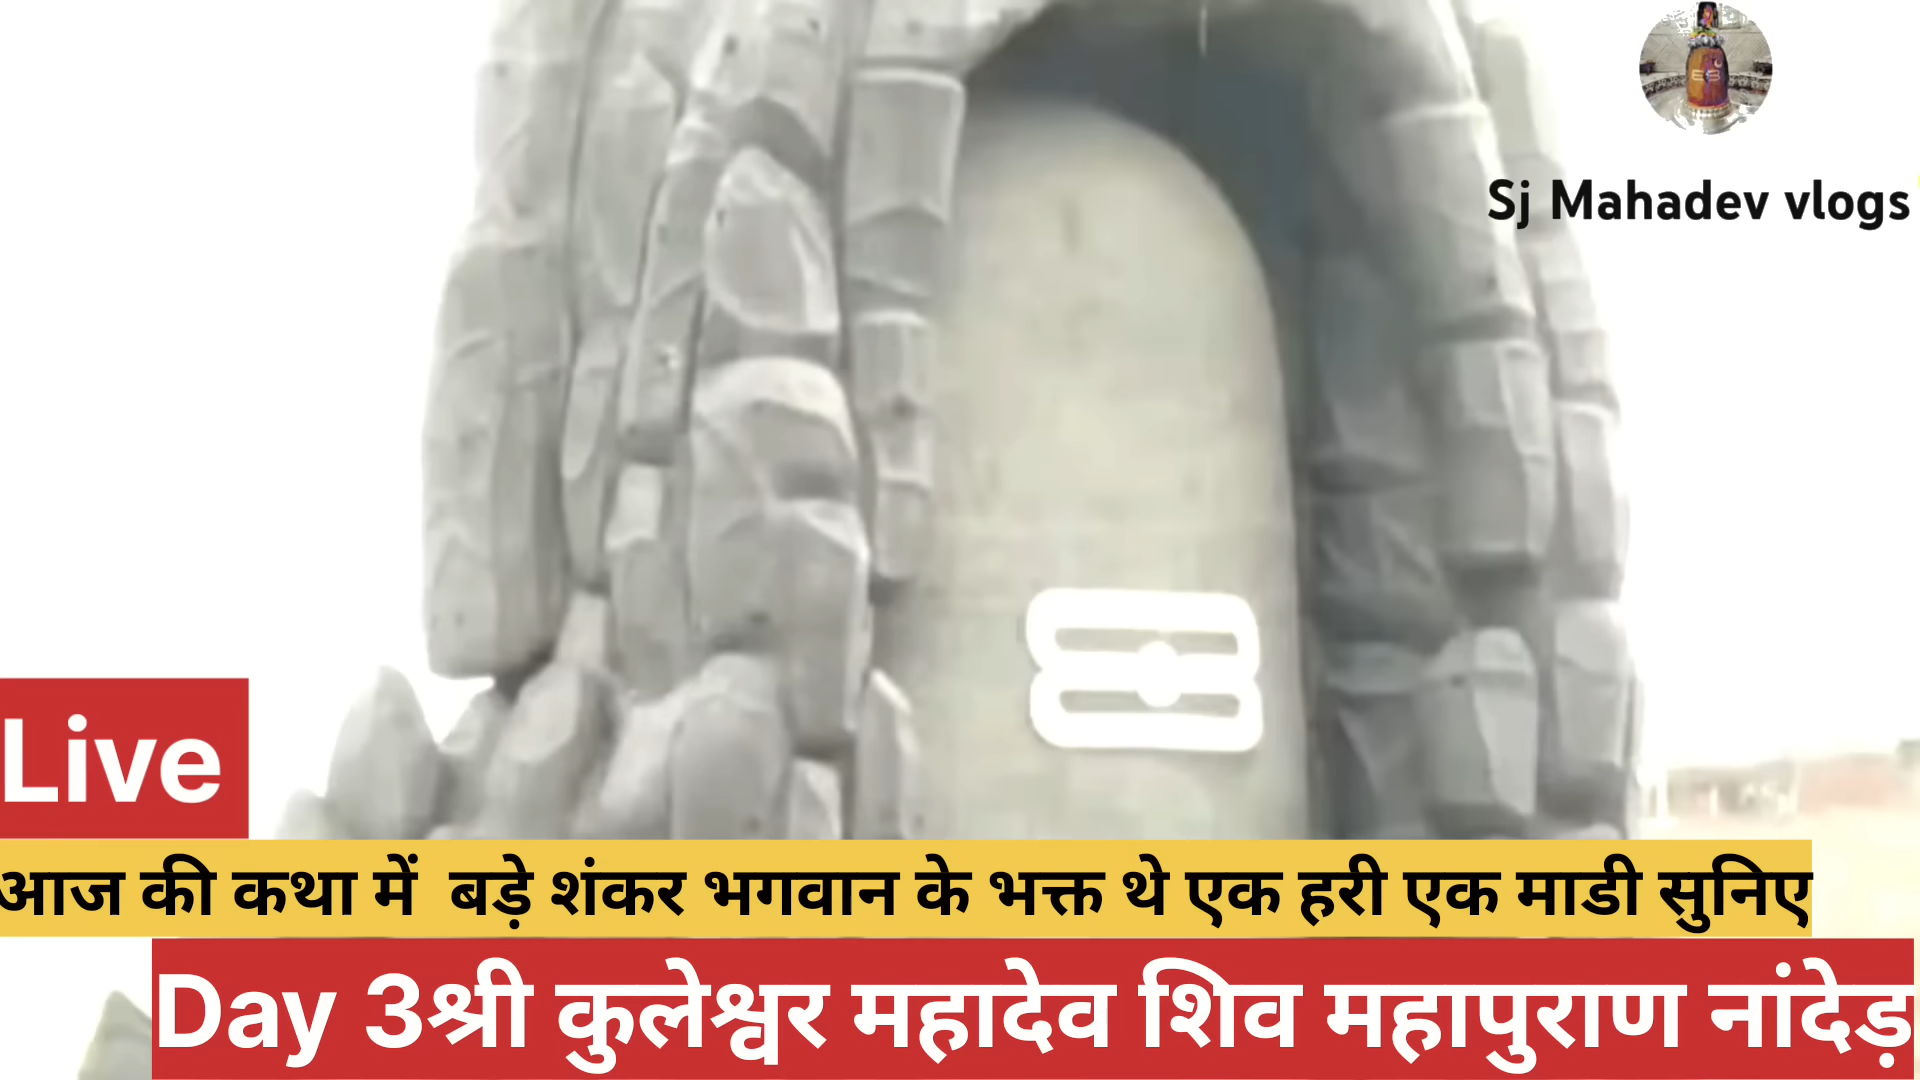 Sj Mahadev vlogs
Live
आज की कथा में बड़े शंकर भगवान के भक्त थे एक हरी एक माडी सुनिए
Day 3श्री कुलेश्वर महादेव शिव महापुराण नांदेड़